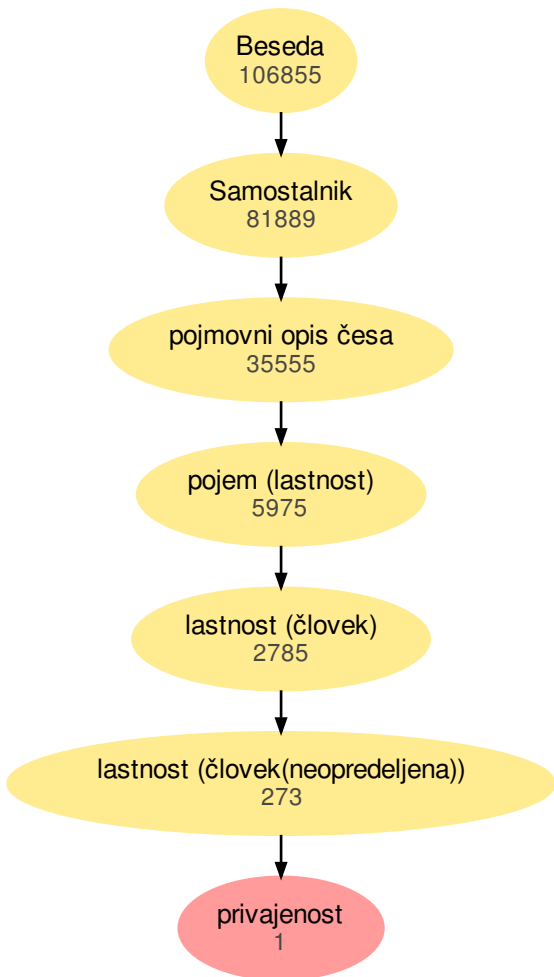 Beseda
106855
Samostalnik
81889
pojmovni opis česa
35555
pojem (lastnost)
5975
lastnost (človek)
2785
lastnost (človek(neopredeljena))
273
privajenost
1